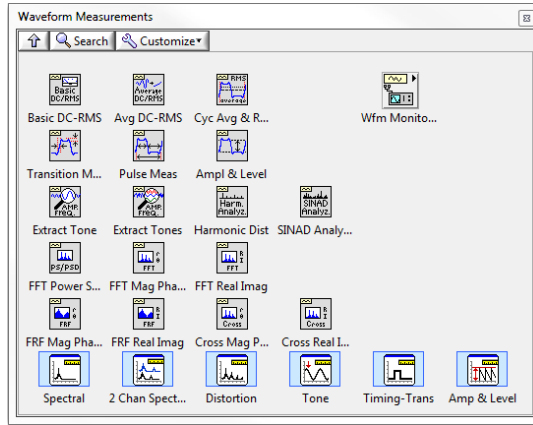 Waveform Measurements
Search Customize
Basic DC/RMS Average DC/RMS RMS Average
Basic DC-RMS Avg DC-RMS Cyc Avg & R... Wfm Monito...
Transition M... Pulse Meas Ampl & Level
AMP. freq. AMP. freq. Harm. Analyz. SINAD Analyz.
Extract Tone Extract Tones Harmonic Dist SINAD Analy...
PS/PSD r θ FFT R I FFT
FFT Power S... FFT Mag Pha... FFT Real Imag
r θ FRF R I FRF r θ Cross R I Cross
FRF Mag Pha... FRF Real Imag Cross Mag P... Cross Real I...
Spectral 2 Chan Spect... Distortion Tone Timing-Trans Amp & Level